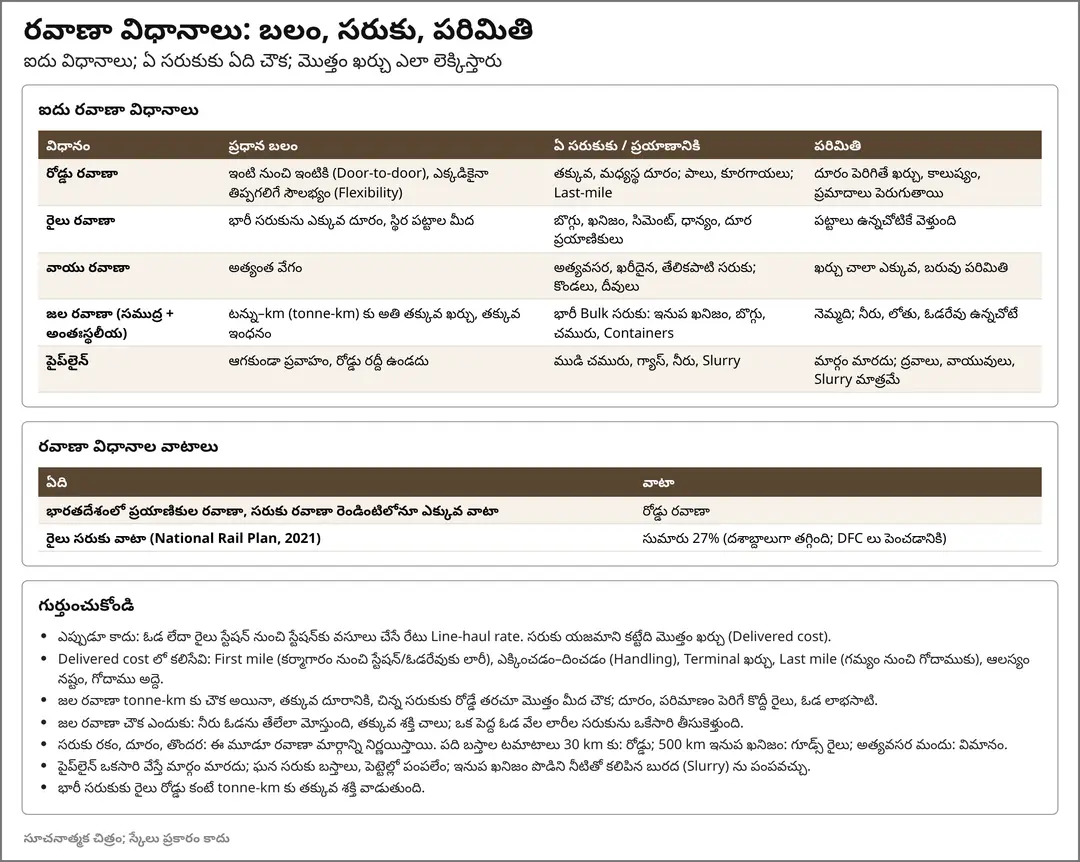 రవాణా విధానాలు: బలం, సరుకు, పరిమితి
ఐదు విధానాలు; ఏ సరుకుకు ఏది చౌక; మొత్తం ఖర్చు ఎలా లెక్కిస్తారు
ఐదు రవాణా విధానాలు
విధానం ప్రధాన బలం ఏ సరుకుకు / ప్రయాణానికి పరిమితి
రోడ్డు రవాణా ఇంటి నుంచి ఇంటికి (Door-to-door), ఎక్కడికైనా తిప్పగలిగే సౌలభ్యం (Flexibility) తక్కువ, మధ్యస్థ దూరం; పాలు, కూరగాయలు; Last-mile దూరం పెరిగితే ఖర్చు, కాలుష్యం, ప్రమాదాలు పెరుగుతాయి
రైలు రవాణా భారీ సరుకును ఎక్కువ దూరం, స్థిర పట్టాల మీద బొగ్గు, ఖనిజం, సిమెంట్, ధాన్యం, దూర ప్రయాణికులు పట్టాలు ఉన్నచోటికే వెళ్తుంది
వాయు రవాణా అత్యంత వేగం అత్యవసర, ఖరీదైన, తేలికపాటి సరుకు; కొండలు, దీవులు ఖర్చు చాలా ఎక్కువ, బరువు పరిమితి
జల రవాణా (సముద్ర + అంతఃస్థలీయ) టన్ను–km (tonne-km) కు అతి తక్కువ ఖర్చు, తక్కువ ఇంధనం భారీ Bulk సరుకు: ఇనుప ఖనిజం, బొగ్గు, చమురు, Containers నెమ్మది; నీరు, లోతు, ఓడరేవు ఉన్నచోటే
పైప్‌లైన్ ఆగకుండా ప్రవాహం, రోడ్డు రద్దీ ఉండదు ముడి చమురు, గ్యాస్, నీరు, Slurry మార్గం మారదు; ద్రవాలు, వాయువులు, Slurry మాత్రమే
రవాణా విధానాల వాటాలు
ఏది వాటా
భారతదేశంలో ప్రయాణికుల రవాణా, సరుకు రవాణా రెండింటిలోనూ ఎక్కువ వాటా రోడ్డు రవాణా
రైలు సరుకు వాటా (National Rail Plan, 2021) సుమారు 27% (దశాబ్దాలుగా తగ్గింది; DFC లు పెంచడానికి)
గుర్తుంచుకోండి
• ఎప్పుడూ కాదు: ఓడ లేదా రైలు స్టేషన్ నుంచి స్టేషన్‌కు వసూలు చేసే రేటు Line-haul rate. సరుకు యజమాని కట్టేది మొత్తం ఖర్చు (Delivered cost).
• Delivered cost లో కలిసేవి: First mile (కర్మాగారం నుంచి స్టేషన్/ఓడరేవుకు లారీ), ఎక్కించడం–దించడం (Handling), Terminal ఖర్చు, Last mile (గమ్యం నుంచి గోదాముకు), ఆలస్యం
నష్టం, గోదాము అద్దె.
• జల రవాణా tonne-km కు చౌక అయినా, తక్కువ దూరానికి, చిన్న సరుకుకు రోడ్డే తరచూ మొత్తం మీద చౌక; దూరం, పరిమాణం పెరిగే కొద్దీ రైలు, ఓడ లాభసాటి.
• జల రవాణా చౌక ఎందుకు: నీరు ఓడను తేలేలా మోస్తుంది, తక్కువ శక్తి చాలు; ఒక పెద్ద ఓడ వేల లారీల సరుకును ఒకేసారి తీసుకెళ్తుంది.
• సరుకు రకం, దూరం, తొందర: ఈ మూడూ రవాణా మార్గాన్ని నిర్ణయిస్తాయి. పది బస్తాల టమాటాలు 30 km కు: రోడ్డు; 500 km ఇనుప ఖనిజం: గూడ్స్ రైలు; అత్యవసర మందు: విమానం.
• పైప్‌లైన్ ఒకసారి వేస్తే మార్గం మారదు; ఘన సరుకు బస్తాలు, పెట్టెల్లో పంపలేం; ఇనుప ఖనిజం పొడిని నీటితో కలిపిన బురద (Slurry) ను పంపవచ్చు.
• భారీ సరుకుకు రైలు రోడ్డు కంటే tonne-km కు తక్కువ శక్తి వాడుతుంది.
సూచనాత్మక చిత్రం; స్కేలు ప్రకారం కాదు